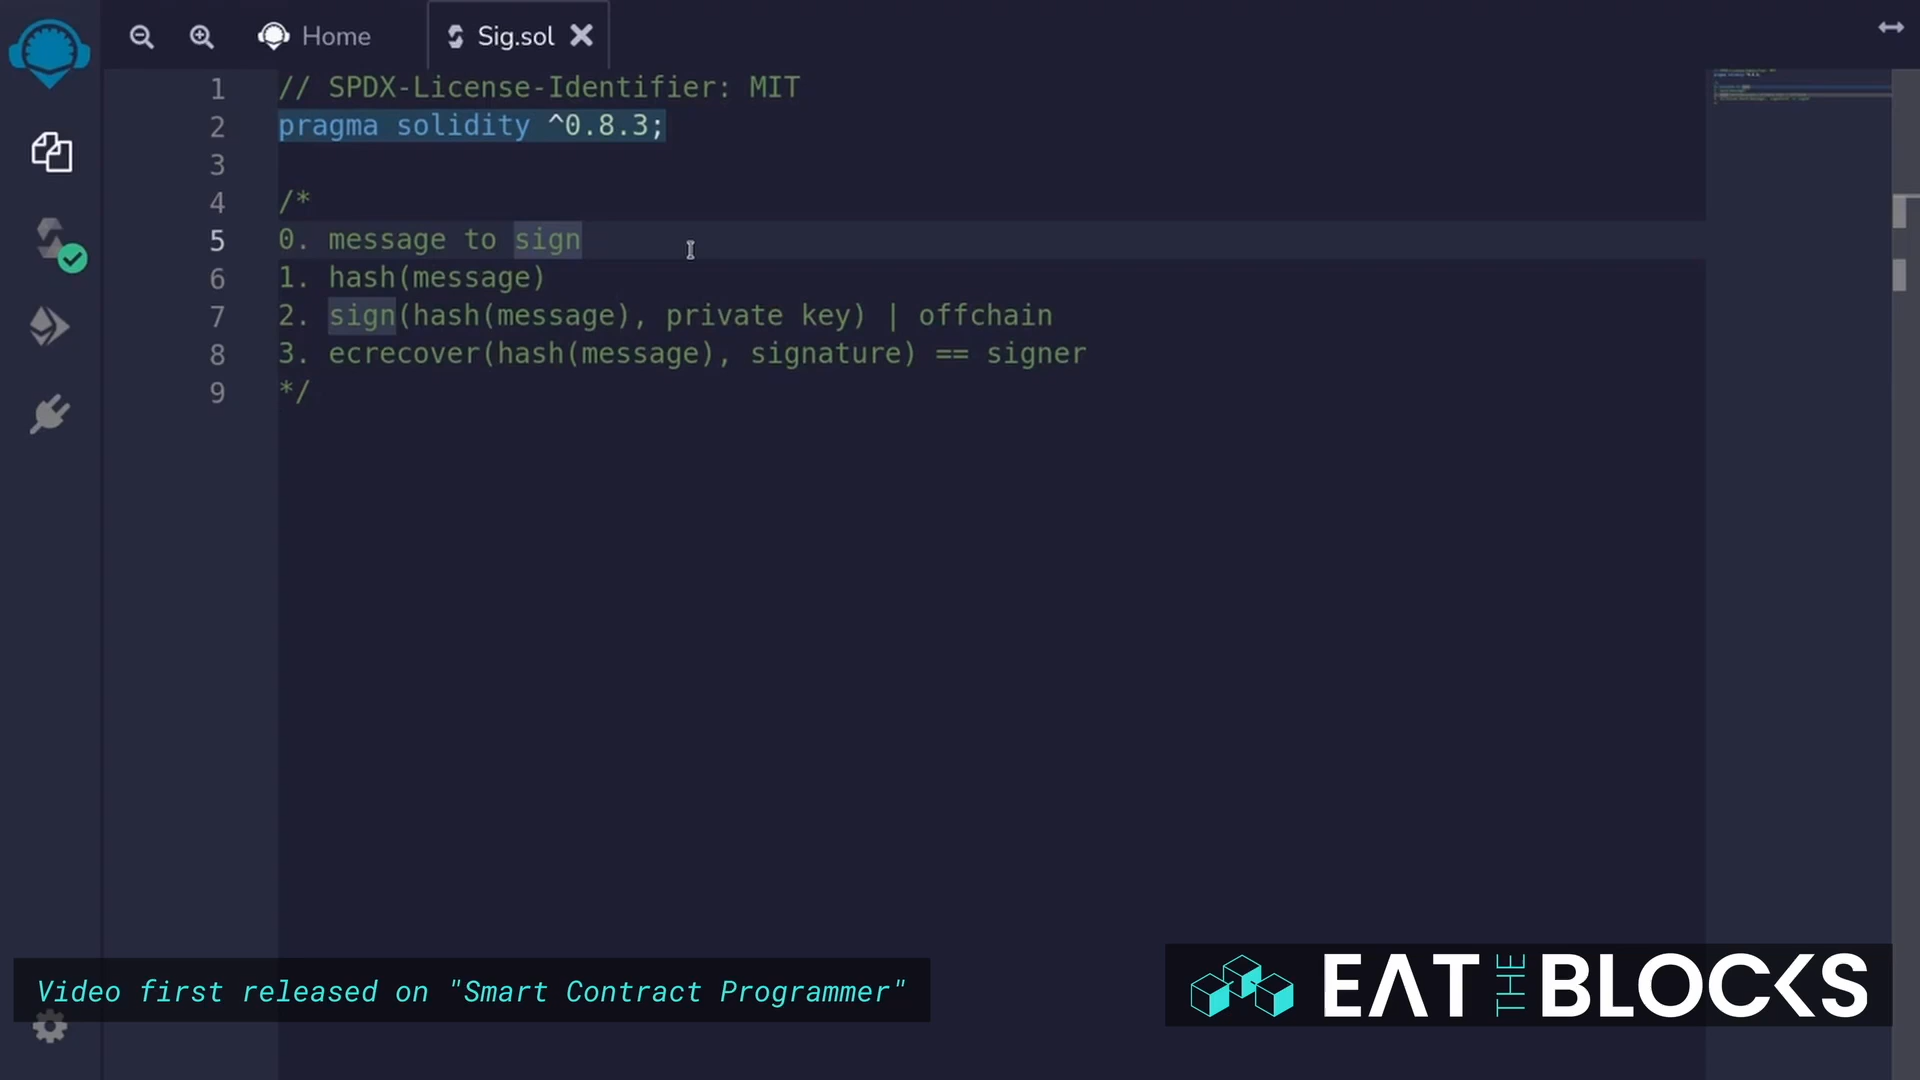 Home
Sig.sol
1 // SPDX-License-Identifier: MIT
2 pragma solidity ^0.8.3;
3
4 /*
5 0. message to sign
6 1. hash(message)
7 2. sign(hash(message), private key) | offchain
8 3. ecrecover(hash(message), signature) == signer
9 */
Video first released on "Smart Contract Programmer"
EAT THE BLOCKS